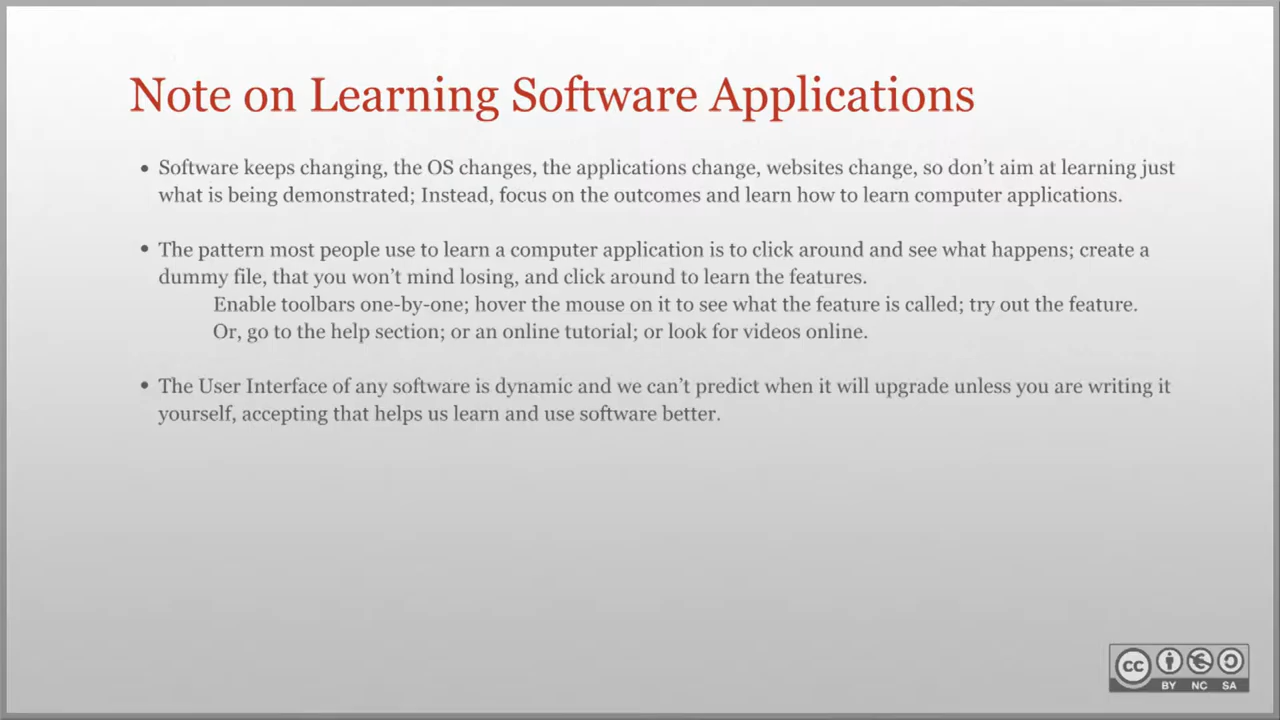 Note on Learning Software Applications
• Software keeps changing, the OS changes, the applications change, websites change, so don’t aim at learning just
what is being demonstrated; Instead, focus on the outcomes and learn how to learn computer applications.
• The pattern most people use to learn a computer application is to click around and see what happens; create a
dummy file, that you won’t mind losing, and click around to learn the features.
Enable toolbars one-by-one; hover the mouse on it to see what the feature is called; try out the feature.
Or, go to the help section; or an online tutorial; or look for videos online.
• The User Interface of any software is dynamic and we can’t predict when it will upgrade unless you are writing it
yourself, accepting that helps us learn and use software better.
cc
BY NC SA